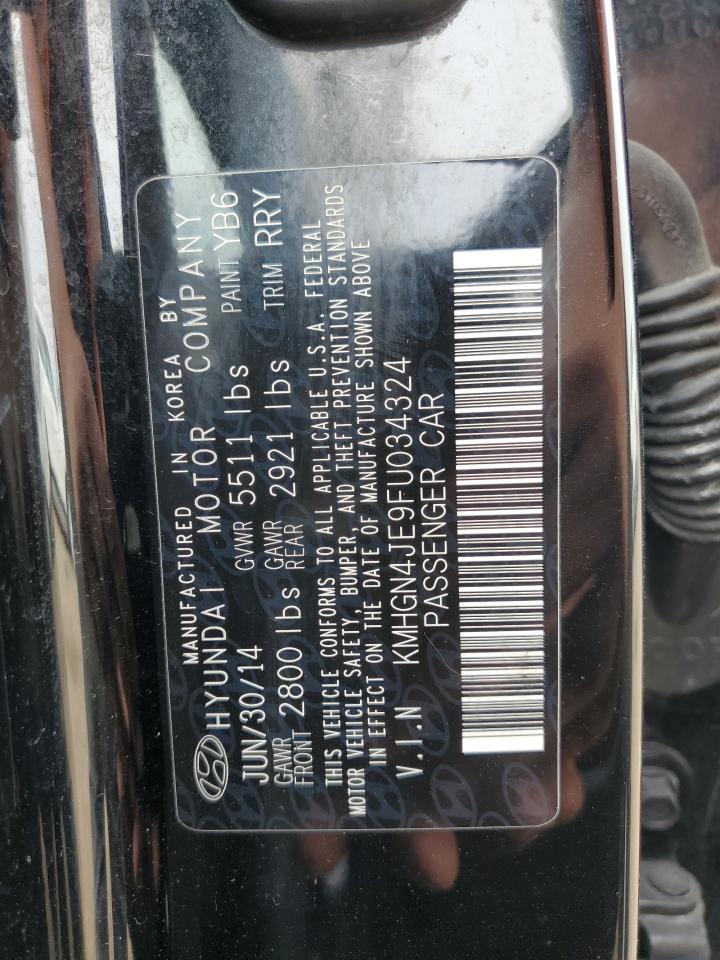 MANUFACTURED IN KOREA BY
HYUNDAI MOTOR COMPANY
JUN/30/14 GVWR 5511 lbs PAINT YB6
GAWR FRONT 2800 lbs GAWR REAR 2921 lbs TRIM RRY
THIS VEHICLE CONFORMS TO ALL APPLICABLE U.S.A. FEDERAL
MOTOR VEHICLE SAFETY, BUMPER, AND THEFT PREVENTION STANDARDS
IN EFFECT ON THE DATE OF MANUFACTURE SHOWN ABOVE
V.I.N KMHGN4JE9FU034324
PASSENGER CAR